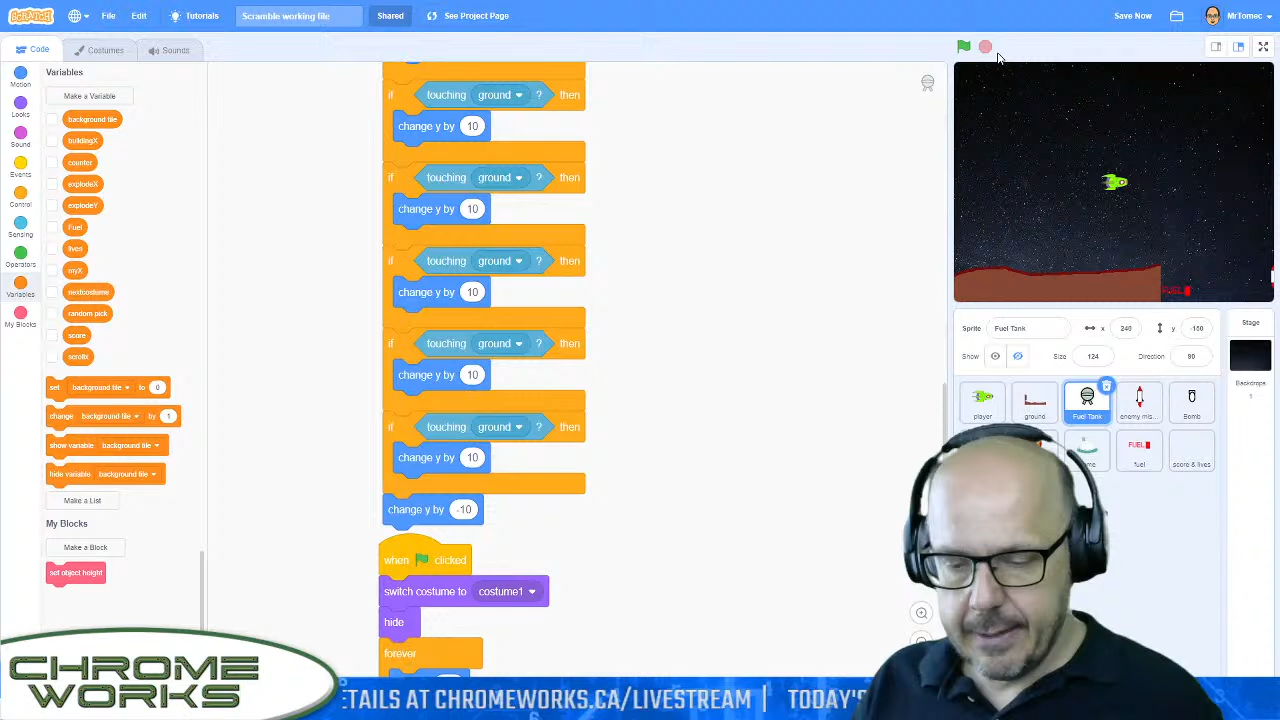 SCRATCH File Edit Tutorials Scramble working file Shared See Project Page Save Now MrTomec
Code Costumes Sounds
Motion
Looks
Sound
Events
Control
Sensing
Operators
Variables
My Blocks
Variables
Make a Variable
background tile
buildingX
counter
explodeX
explodeY
Fuel
lives
myX
nextcostume
random pick
score
scrollx
set background tile to 0
change background tile by 1
show variable background tile
hide variable background tile
Make a List
My Blocks
Make a Block
set object height
if touching ground ? then
change y by 10
if touching ground ? then
change y by 10
if touching ground ? then
change y by 10
if touching ground ? then
change y by 10
if touching ground ? then
change y by 10
change y by -10
when clicked
switch costume to costume1
hide
forever
FUEL
Sprite Fuel Tank x 240 y -150
Show Size 124 Direction 90
player ground Fuel Tank enemy mis... Bomb
FUEL
fuel score & lives
Stage
Backdrops
1
CHROME
WORKS
ETAILS AT CHROMEWORKS.CA/LIVESTREAM | TODAY'S